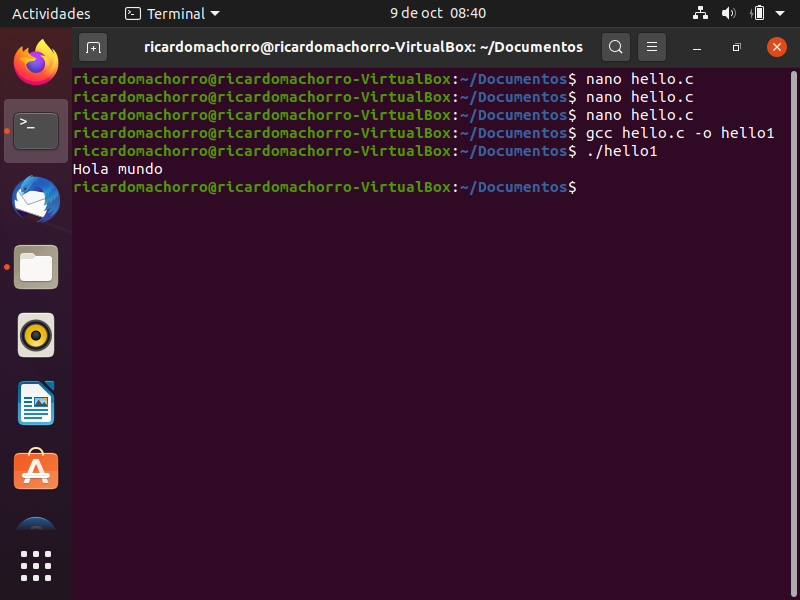 Actividades
Terminal
9 de oct 08:40
ricardomachorro@ricardomachorro-VirtualBox: ~/Documentos
ricardomachorro@ricardomachorro-VirtualBox:~/Documentos$ nano hello.c
ricardomachorro@ricardomachorro-VirtualBox:~/Documentos$ nano hello.c
ricardomachorro@ricardomachorro-VirtualBox:~/Documentos$ nano hello.c
ricardomachorro@ricardomachorro-VirtualBox:~/Documentos$ gcc hello.c -o hello1
ricardomachorro@ricardomachorro-VirtualBox:~/Documentos$ ./hello1
Hola mundo
ricardomachorro@ricardomachorro-VirtualBox:~/Documentos$